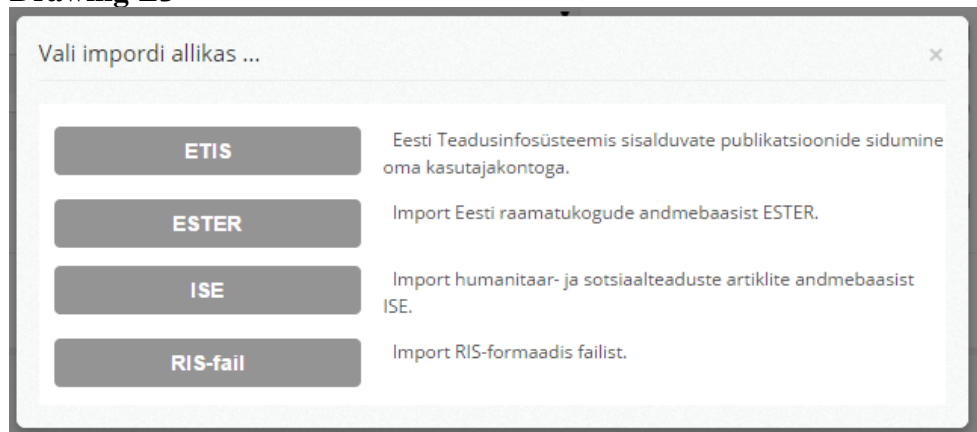 Vali impordi allikas ...
×
ETIS
Eesti Teadusinfosüsteemis sisalduvate publikatsioonide sidumine
oma kasutajakontoga.
ESTER
Import Eesti raamatukogude andmebaasist ESTER.
ISE
Import humanitaar- ja sotsiaalteaduste artiklite andmebaasist
ISE.
RIS-fail
Import RIS-formaadis failist.